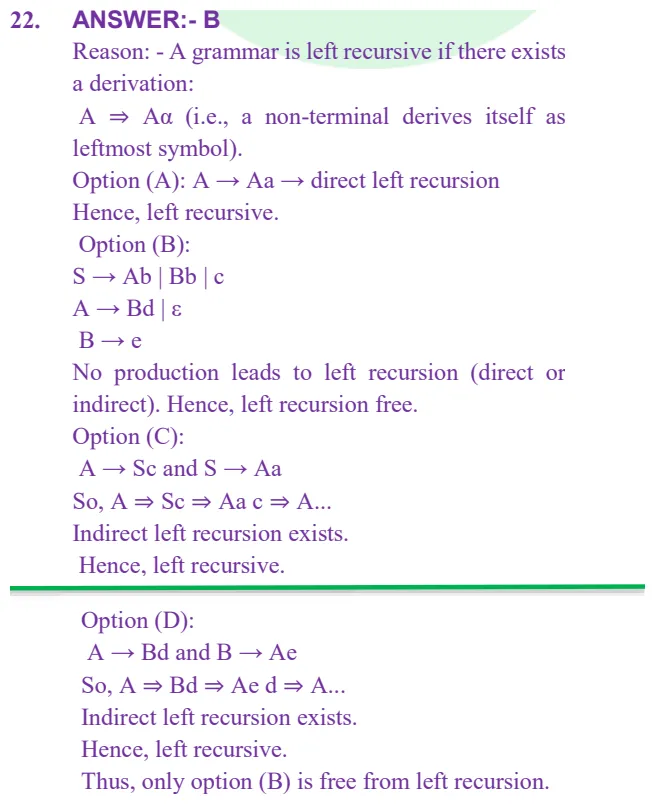 22. ANSWER:- B
Reason: - A grammar is left recursive if there exists
a derivation:
A ⇒ Aα (i.e., a non-terminal derives itself as
leftmost symbol).
Option (A): A → Aa → direct left recursion
Hence, left recursive.
Option (B):
S → Ab | Bb | c
A → Bd | ε
B → e
No production leads to left recursion (direct or
indirect). Hence, left recursion free.
Option (C):
A → Sc and S → Aa
So, A ⇒ Sc ⇒ Aa c ⇒ A...
Indirect left recursion exists.
Hence, left recursive.
Option (D):
A → Bd and B → Ae
So, A ⇒ Bd ⇒ Ae d ⇒ A...
Indirect left recursion exists.
Hence, left recursive.
Thus, only option (B) is free from left recursion.